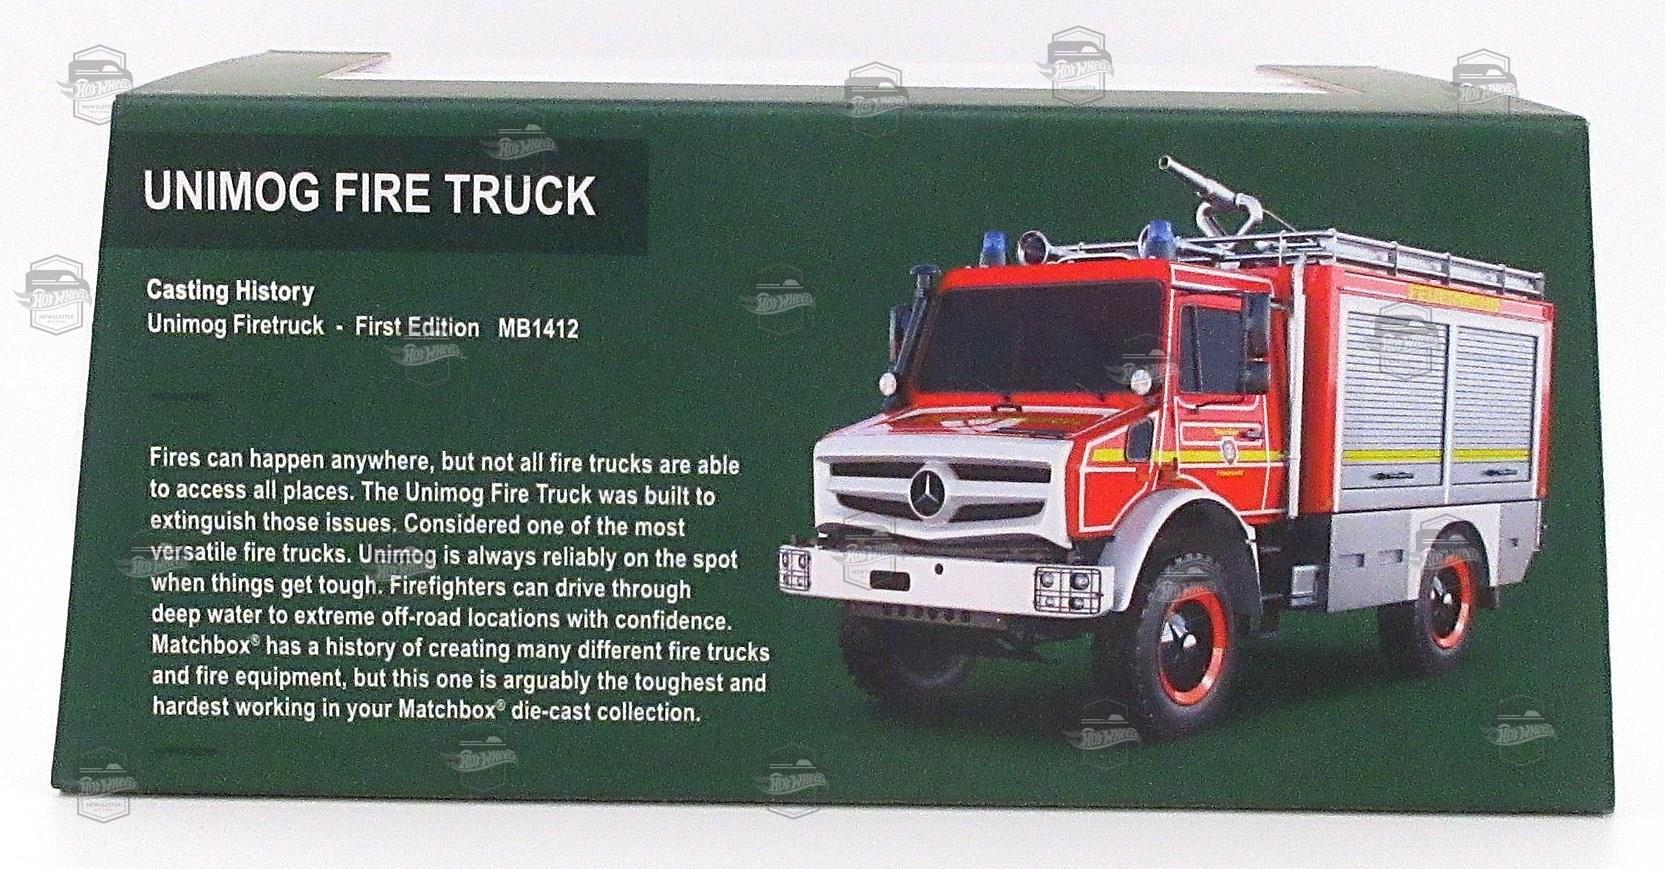 UNIMOG FIRE TRUCK
Casting History
Unimog Firetruck - First Edition MB1412
Fires can happen anywhere, but not all fire trucks are able
to access all places. The Unimog Fire Truck was built to
extinguish those issues. Considered one of the most
versatile fire trucks. Unimog is always reliably on the spot
when things get tough. Firefighters can drive through
deep water to extreme off-road locations with confidence.
Matchbox® has a history of creating many different fire trucks
and fire equipment, but this one is arguably the toughest and
hardest working in your Matchbox® die-cast collection.
FEUERWEHR
Hot Wheels
NEWSLETTER